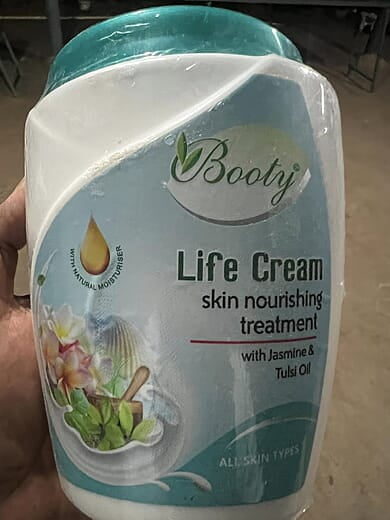 Booty
WITH NATURAL MOISTURISER
Life Cream
skin nourishing
treatment
with Jasmine &
Tulsi Oil
ALL SKIN TYPES